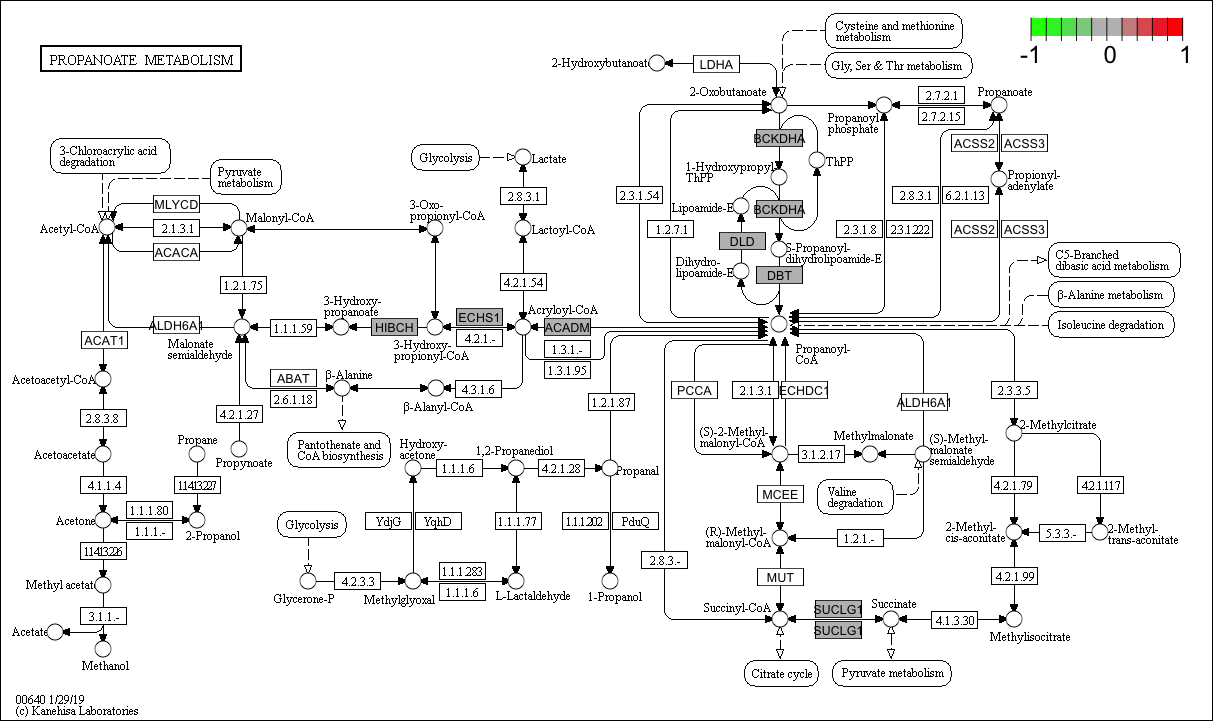 PROPANOATE METABOLISM
-1 0 1
Cysteine and methionine
metabolism
Gly, Ser & Thr metabolism
2-Hydroxybutanoat
LDHA
2-Oxobutanoate
Propanoyl
phosphate
2.7.2.1
2.7.2.15
Propanoate
ACSS2
ACSS3
Propionyl-
adenylate
BCKDHA
ThPP
1-Hydroxypropyl-
ThPP
3-Chloroacrylic acid
degradation
Pyruvate
metabolism
Glycolysis
Lactate
2.8.3.1
2.3.1.54
2.8.3.1
6.2.1.13
MLYCD
Acetyl-CoA
2.1.3.1
Malonyl-CoA
ACACA
3-Oxo-
propionyl-CoA
Lactoyl-CoA
Lipoamade-E
BCKDHA
1.2.7.1
DLD
S-Propanoyl-
dihydrolipoamide-E
2.3.1.8
2.3.1.222
ACSS2
ACSS3
Dihydro-
lipoamide-E
DBT
C5-Branched
dibasic acid metabolism
β-Alanine metabolism
Isoleucine degradation
1.2.1.75
4.2.1.54
3-Hydroxy-
propanoate
Acryloyl-CoA
ALDH6A1
1.1.1.59
HIBCH
ECHS1
4.2.1.-
ACADM
1.3.1.-
1.3.1.95
Propanoyl-
CoA
Malonate
semialdehyde
3-Hydroxy-
propionyl-CoA
ACAT1
Acetoacetyl-CoA
ABAT
2.6.1.18
β-Alanine
4.3.1.6
β-Alanyl-CoA
PCCA
2.1.3.1
ECHDC1
ALDH6A1
2.3.3.5
1.2.1.87
2.8.3.8
4.2.1.27
Pantothenate and
CoA biosynthesis
Propynoate
Propane
Acetoacetate
(S)-2-Methyl-
malonyl-CoA
Methylmalonate
3.1.2.17
(S)-Methyl-
malonate
semialdehyde
2-Methylcitrate
Hydroxy-
acetone
1,2-Propanediol
1.1.1.6
4.2.1.28
Propanal
4.1.1.4
1.14.13.227
MCEE
Valine
degradation
4.2.1.79
4.2.1.117
Acetone
1.1.1.80
1.1.1.-
2-Propanol
Glycolysis
YdjG
YqhD
1.1.1.77
1.1.1.202
PduQ
(R)-Methyl-
malonyl-CoA
1.2.1.-
2-Methyl-
cis-aconitate
5.3.3.-
2-Methyl-
trans-aconitate
1.14.13.226
2.8.3.-
MUT
4.2.1.99
Methyl acetat
Glycerone-P
4.2.3.3
Methylglyoxal
1.1.1.283
1.1.1.6
L-Lactaldehyde
1-Propanol
3.1.1.-
Acetate
Methanol
Succinyl-CoA
SUCLG1
SUCLG1
Succinate
4.1.3.30
Methylisocitrate
Citrate cycle
Pyruvate metabolism
00640 1/29/19
(c) Kanehisa Laboratories